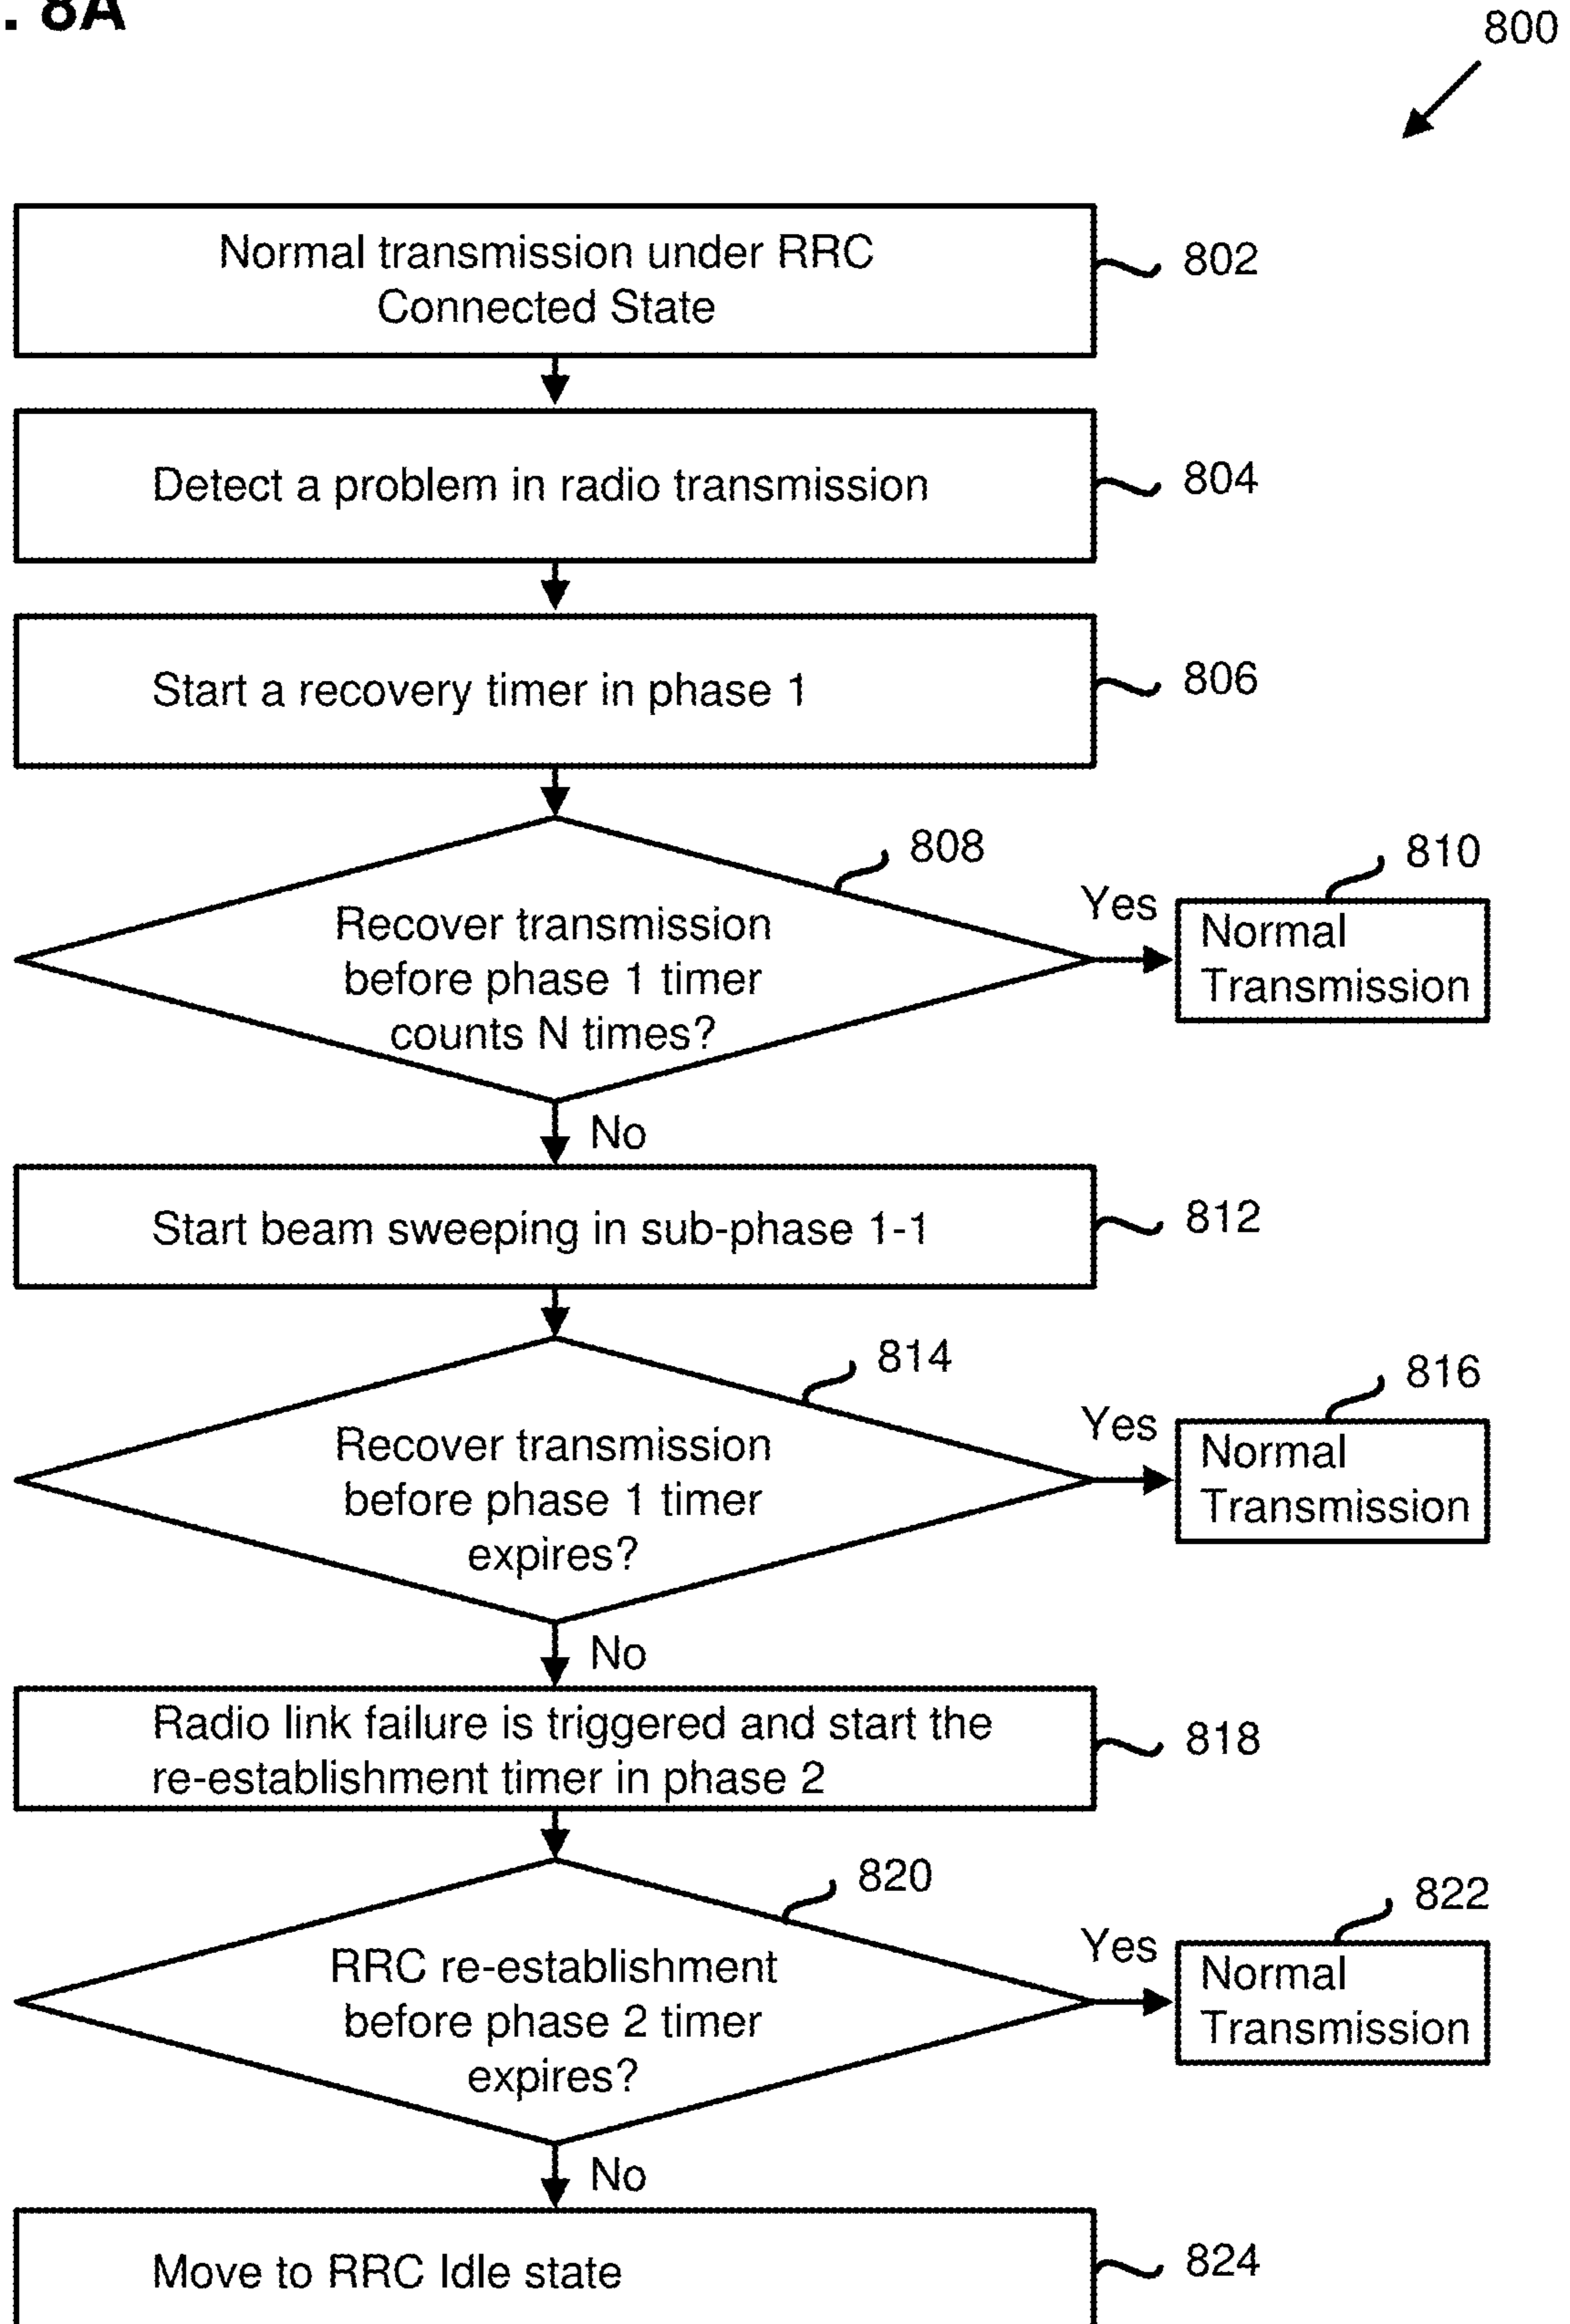 . 8A
800
Normal transmission under RRC
Connected State
802
Detect a problem in radio transmission
804
Start a recovery timer in phase 1
806
808
Recover transmission
before phase 1 timer
counts N times?
Yes
810
Normal
Transmission
No
Start beam sweeping in sub-phase 1-1
812
814
Recover transmission
before phase 1 timer
expires?
Yes
816
Normal
Transmission
No
Radio link failure is triggered and start the
re-establishment timer in phase 2
818
820
RRC re-establishment
before phase 2 timer
expires?
Yes
822
Normal
Transmission
No
Move to RRC Idle state
824